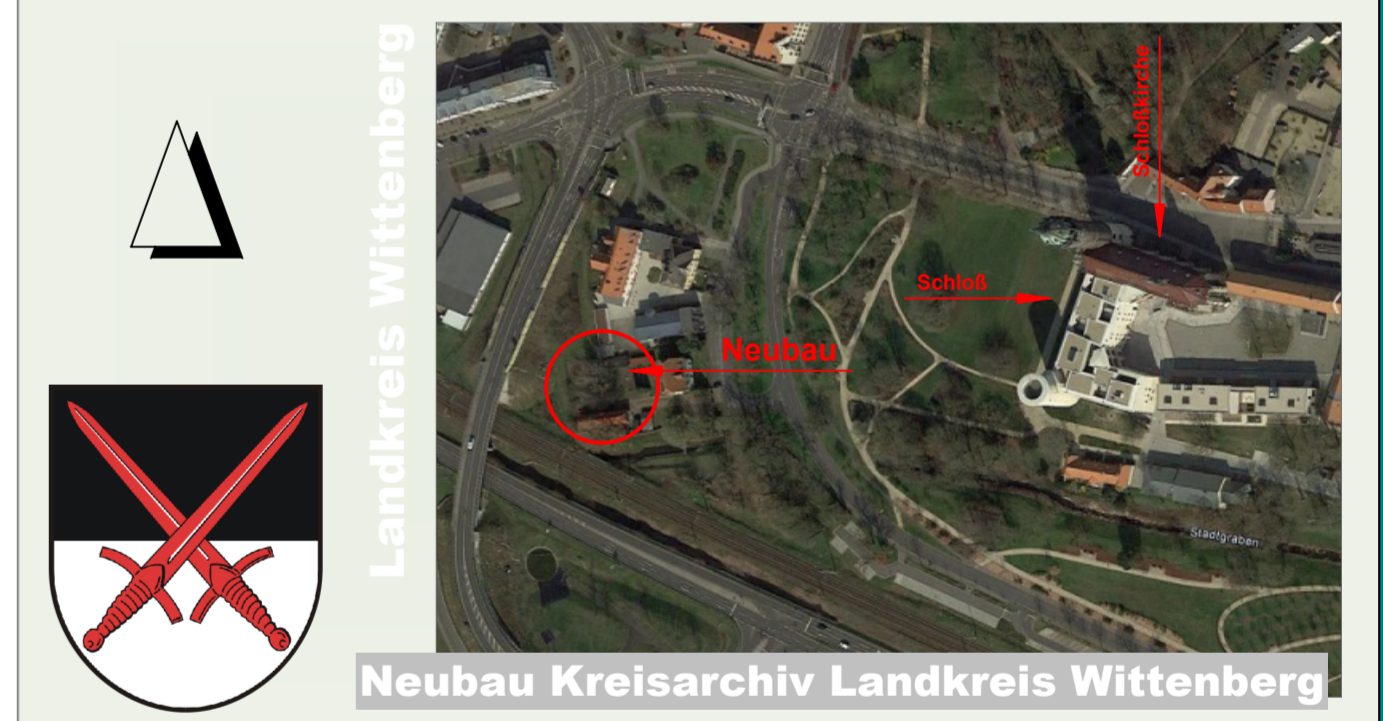 Landkreis Wittenberg
Schloßkirche
Schloß
Neubau
Stadtgraben
Neubau Kreisarchiv Landkreis Wittenberg